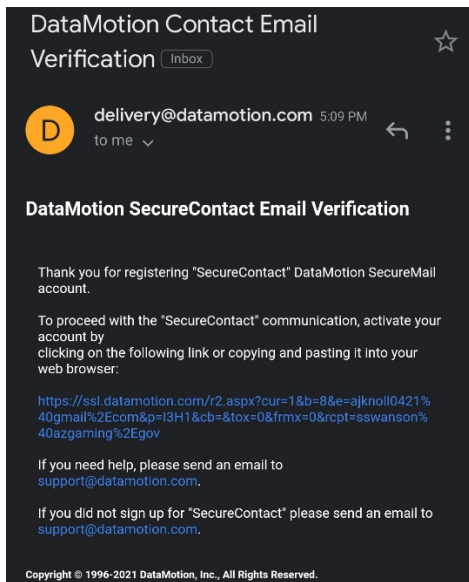 DataMotion Contact Email
Verification Inbox
D
delivery@datamotion.com 5:09 PM
to me
DataMotion SecureContact Email Verification
Thank you for registering "SecureContact" DataMotion SecureMail
account.
To proceed with the "SecureContact" communication, activate your
account by
clicking on the following link or copying and pasting it into your
web browser:
https://ssl.datamotion.com/r2.aspx?cur=1&b=8&e=ajknoll0421%
40gmail%2Ecom&p=I3H1&cb=&tox=0&frmx=0&rcpt=sswanson%
40azgaming%2Egov
If you need help, please send an email to
support@datamotion.com.
If you did not sign up for "SecureContact" please send an email to
support@datamotion.com.
Copyright © 1996-2021 DataMotion, Inc., All Rights Reserved.